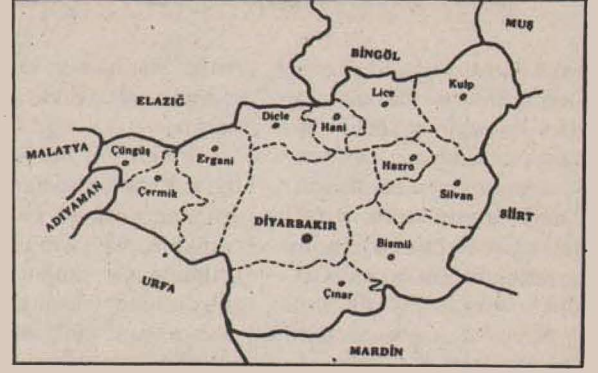 MUŞ
BİNGÖL
Kulp
Lice
ELAZIĞ
Dicle
Hani
MALATYA
Çüngüş
Ergani
Hazro
Silvan
Çermik
ADIYAMAN
SİİRT
DİYARBAKIR
Bismil
URFA
Çınar
MARDİN